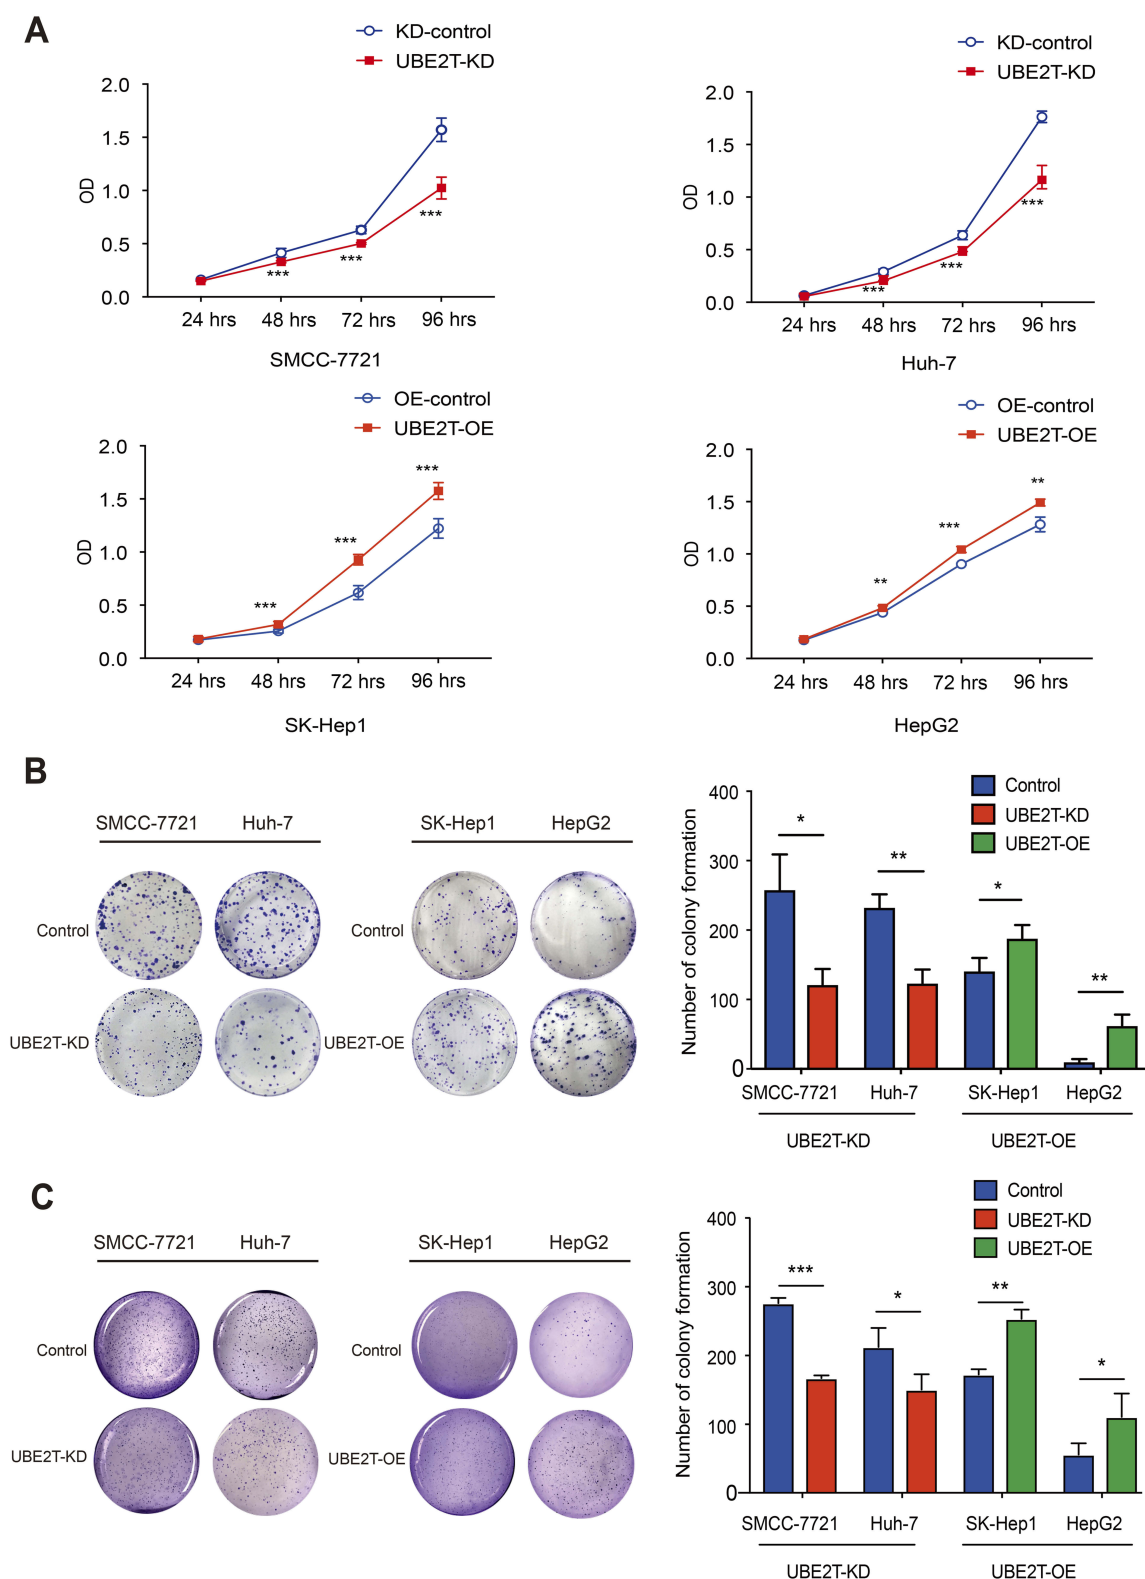 A
KD-control
UBE2T-KD
2.0
1.5
1.0
0.5
0.0
OD
***
***
***
24 hrs
48 hrs
72 hrs
96 hrs
SMCC-7721
KD-control
UBE2T-KD
2.0
1.5
1.0
0.5
0.0
OD
***
***
***
24 hrs
48 hrs
72 hrs
96 hrs
Huh-7
OE-control
UBE2T-OE
2.0
1.5
1.0
0.5
0.0
OD
***
***
***
24 hrs
48 hrs
72 hrs
96 hrs
SK-Hep1
OE-control
UBE2T-OE
2.0
1.5
1.0
0.5
0.0
OD
**
***
**
24 hrs
48 hrs
72 hrs
96 hrs
HepG2
B
SMCC-7721
Huh-7
SK-Hep1
HepG2
Control
Control
UBE2T-KD
UBE2T-OE
Control
UBE2T-KD
UBE2T-OE
Number of colony formation
400
300
200
100
0
*
**
*
**
SMCC-7721
Huh-7
SK-Hep1
HepG2
UBE2T-KD
UBE2T-OE
C
SMCC-7721
Huh-7
SK-Hep1
HepG2
Control
Control
UBE2T-KD
UBE2T-OE
Control
UBE2T-KD
UBE2T-OE
Number of colony formation
400
300
200
100
0
***
*
**
*
SMCC-7721
Huh-7
SK-Hep1
HepG2
UBE2T-KD
UBE2T-OE